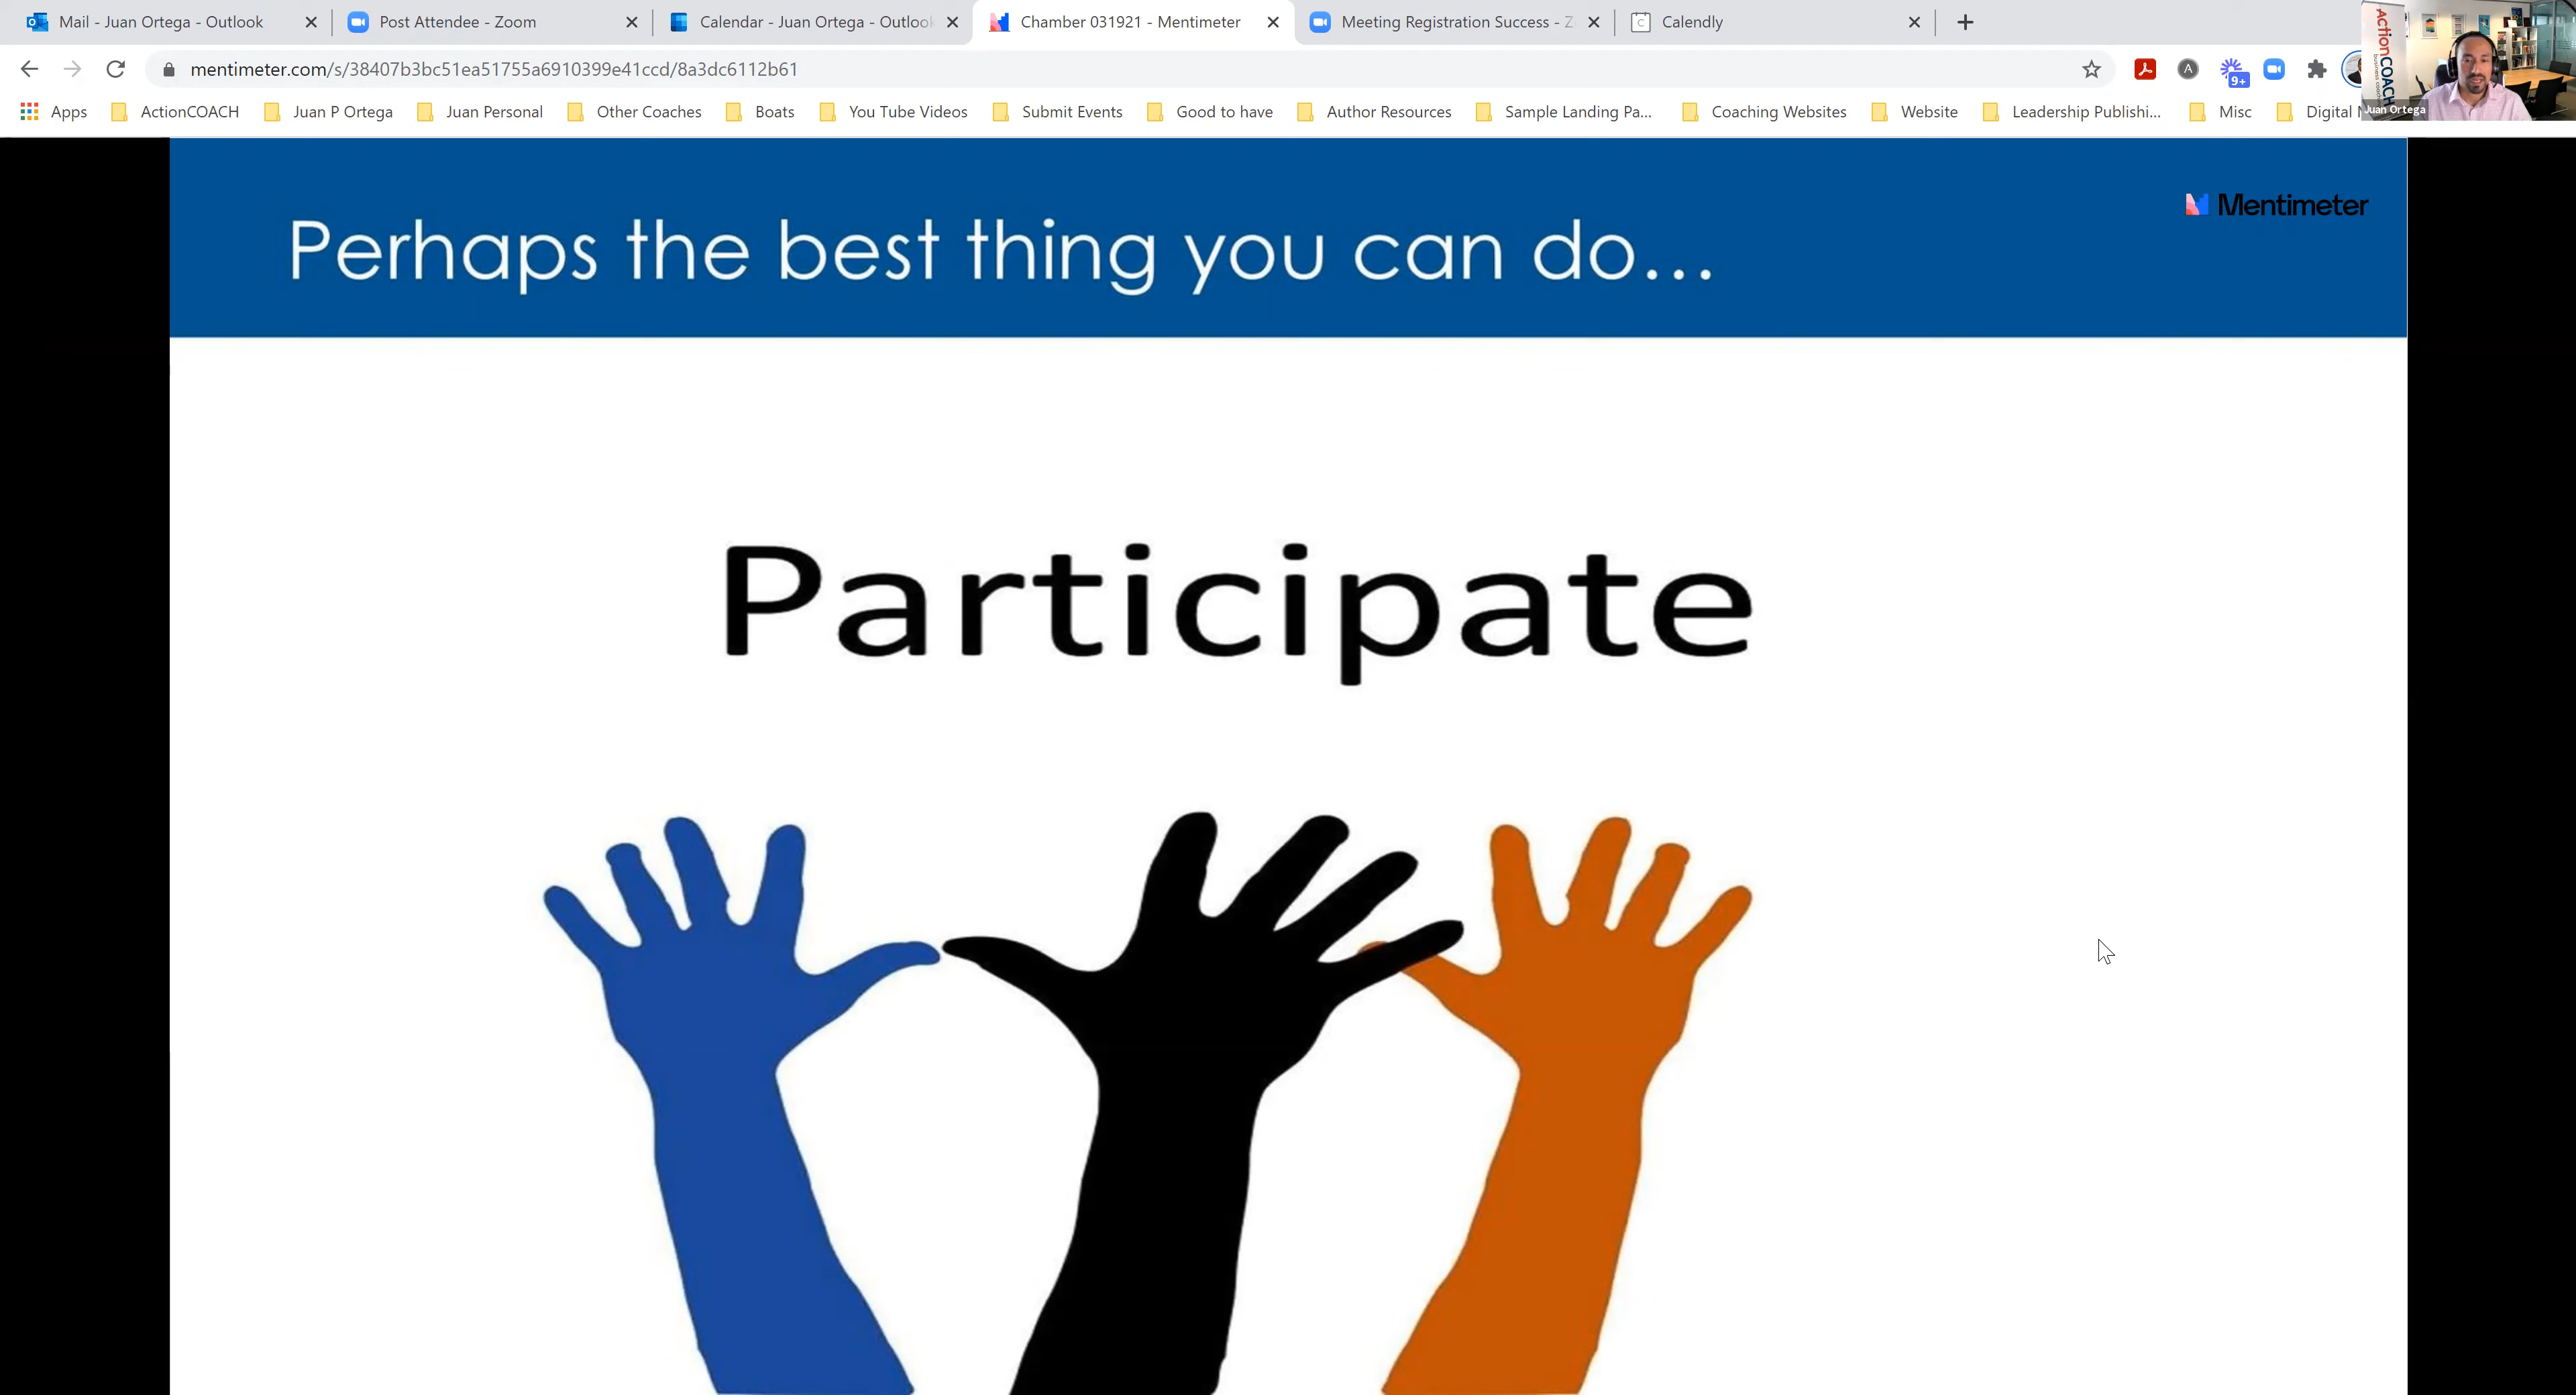 Mail - Juan Ortega - Outlook
Post Attendee - Zoom
Calendar - Juan Ortega - Outlook
Chamber 031921 - Mentimeter
Meeting Registration Success - Z
Calendly
mentimeter.com/s/38407b3bc51ea51755a6910399e41ccd/8a3dc6112b61
A
9+
Apps
ActionCOACH
Juan P Ortega
Juan Personal
Other Coaches
Boats
You Tube Videos
Submit Events
Good to have
Author Resources
Sample Landing Pa...
Coaching Websites
Website
Leadership Publishi...
Misc
Digital
ActionCOACH
business coaching
Juan Ortega
Mentimeter
Perhaps the best thing you can do...
Participate